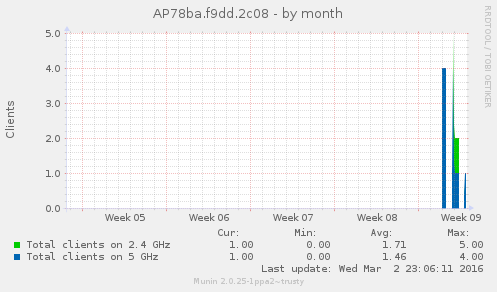 AP78ba.f9dd.2c08 - by month
RRDTOOL / TOBI OETIKER
Clients
5.0
4.0
3.0
2.0
1.0
0.0
Week 05 Week 06 Week 07 Week 08 Week 09
Cur: Min: Avg: Max:
Total clients on 2.4 GHz 1.00 0.00 1.71 5.00
Total clients on 5 GHz 1.00 0.00 1.46 4.00
Last update: Wed Mar 2 23:06:11 2016
Munin 2.0.25-1ppa2~trusty